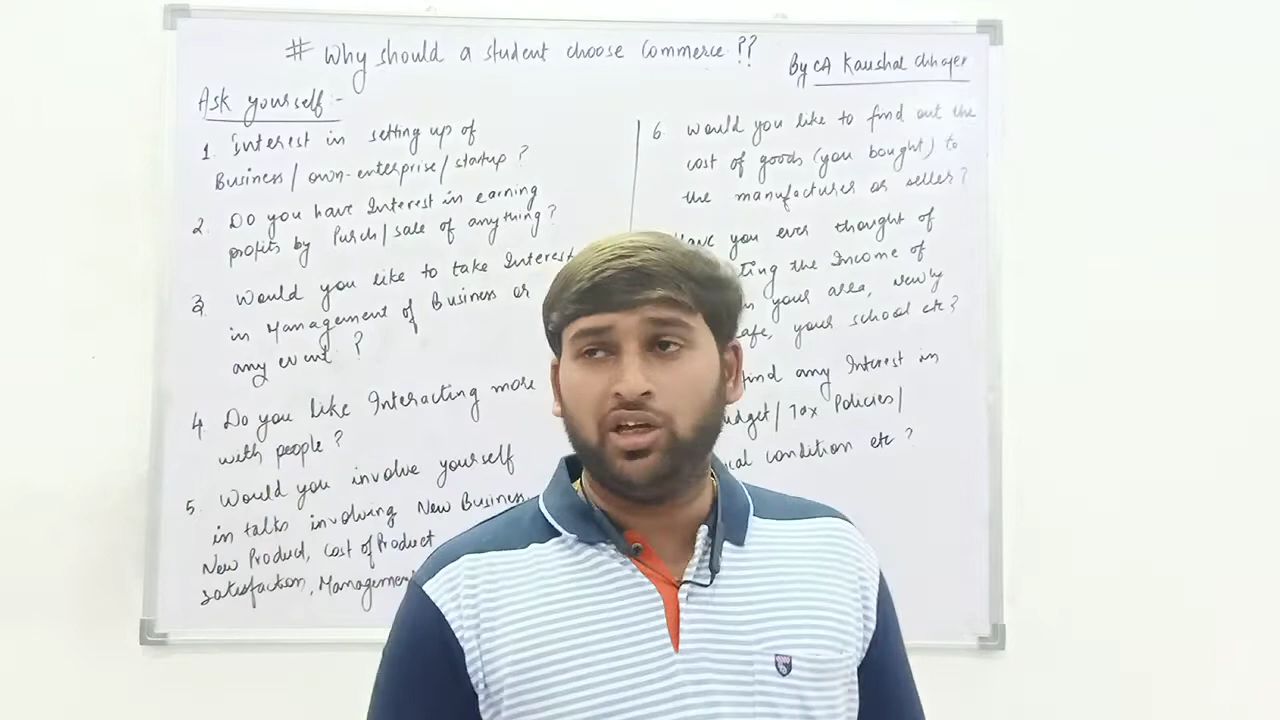 # Why should a student choose Commerce ??
By CA Kaushal Chhajer
Ask yourself :-
1. Interest in setting up of
Business / own-enterprise / startup ?
2. Do you have Interest in earning
profits by Purch / sale of anything ?
3. Would you like to take Interest
in Management of Business or
any event ?
4. Do you like Interacting more
with people ?
5. Would you involve yourself
in talks involving New Business,
New Product, Cost of Product
satisfaction, Management
6. Would you like to find out the
cost of goods (you bought) to
the manufacturer or seller ?
you ever thought of
the Income of
your area, newly
your school etc ?
find any Interest in
Tax Policies /
condition etc ?